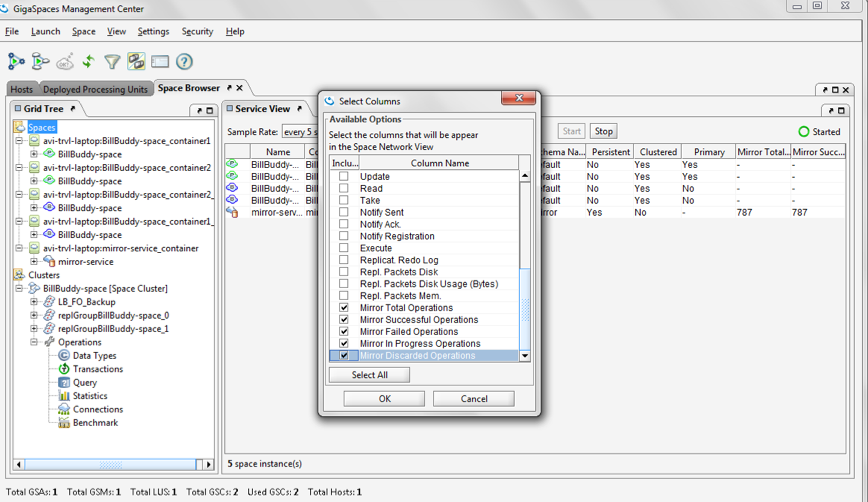 GigaSpaces Management Center
File Launch Space View Settings Security Help
Hosts Deployed Processing Units Space Browser
Grid Tree
Spaces
avi-trvl-laptop:BillBuddy-space_container1
BillBuddy-space
avi-trvl-laptop:BillBuddy-space_container2
BillBuddy-space
avi-trvl-laptop:BillBuddy-space_container2_
BillBuddy-space
avi-trvl-laptop:BillBuddy-space_container1_
BillBuddy-space
avi-trvl-laptop:mirror-service_container
mirror-service
Clusters
BillBuddy-space [Space Cluster]
LB_FO_Backup
replGroupBillBuddy-space_0
replGroupBillBuddy-space_1
Operations
Data Types
Transactions
Query
Statistics
Connections
Benchmark
Service View
Sample Rate: every 5 s
Start Stop Started
Name Persistent Clustered Primary Mirror Total... Mirror Succ...
BillBuddy-... No Yes Yes - -
BillBuddy-... No Yes Yes - -
BillBuddy-... No Yes No - -
BillBuddy-... No Yes No - -
mirror-serv... Yes No - 787 787
5 space instance(s)
Select Columns
Available Options
Select the columns that will be appear
in the Space Network View
Inclu... Column Name
Update
Read
Take
Notify Sent
Notify Ack.
Notify Registration
Execute
Replicat. Redo Log
Repl. Packets Disk
Repl. Packets Disk Usage (Bytes)
Repl. Packets Mem.
Mirror Total Operations
Mirror Successful Operations
Mirror Failed Operations
Mirror In Progress Operations
Mirror Discarded Operations
Select All
OK Cancel
Total GSAs: 1 Total GSMs: 1 Total LUS: 1 Total GSCs: 2 Used GSCs: 2 Total Hosts: 1